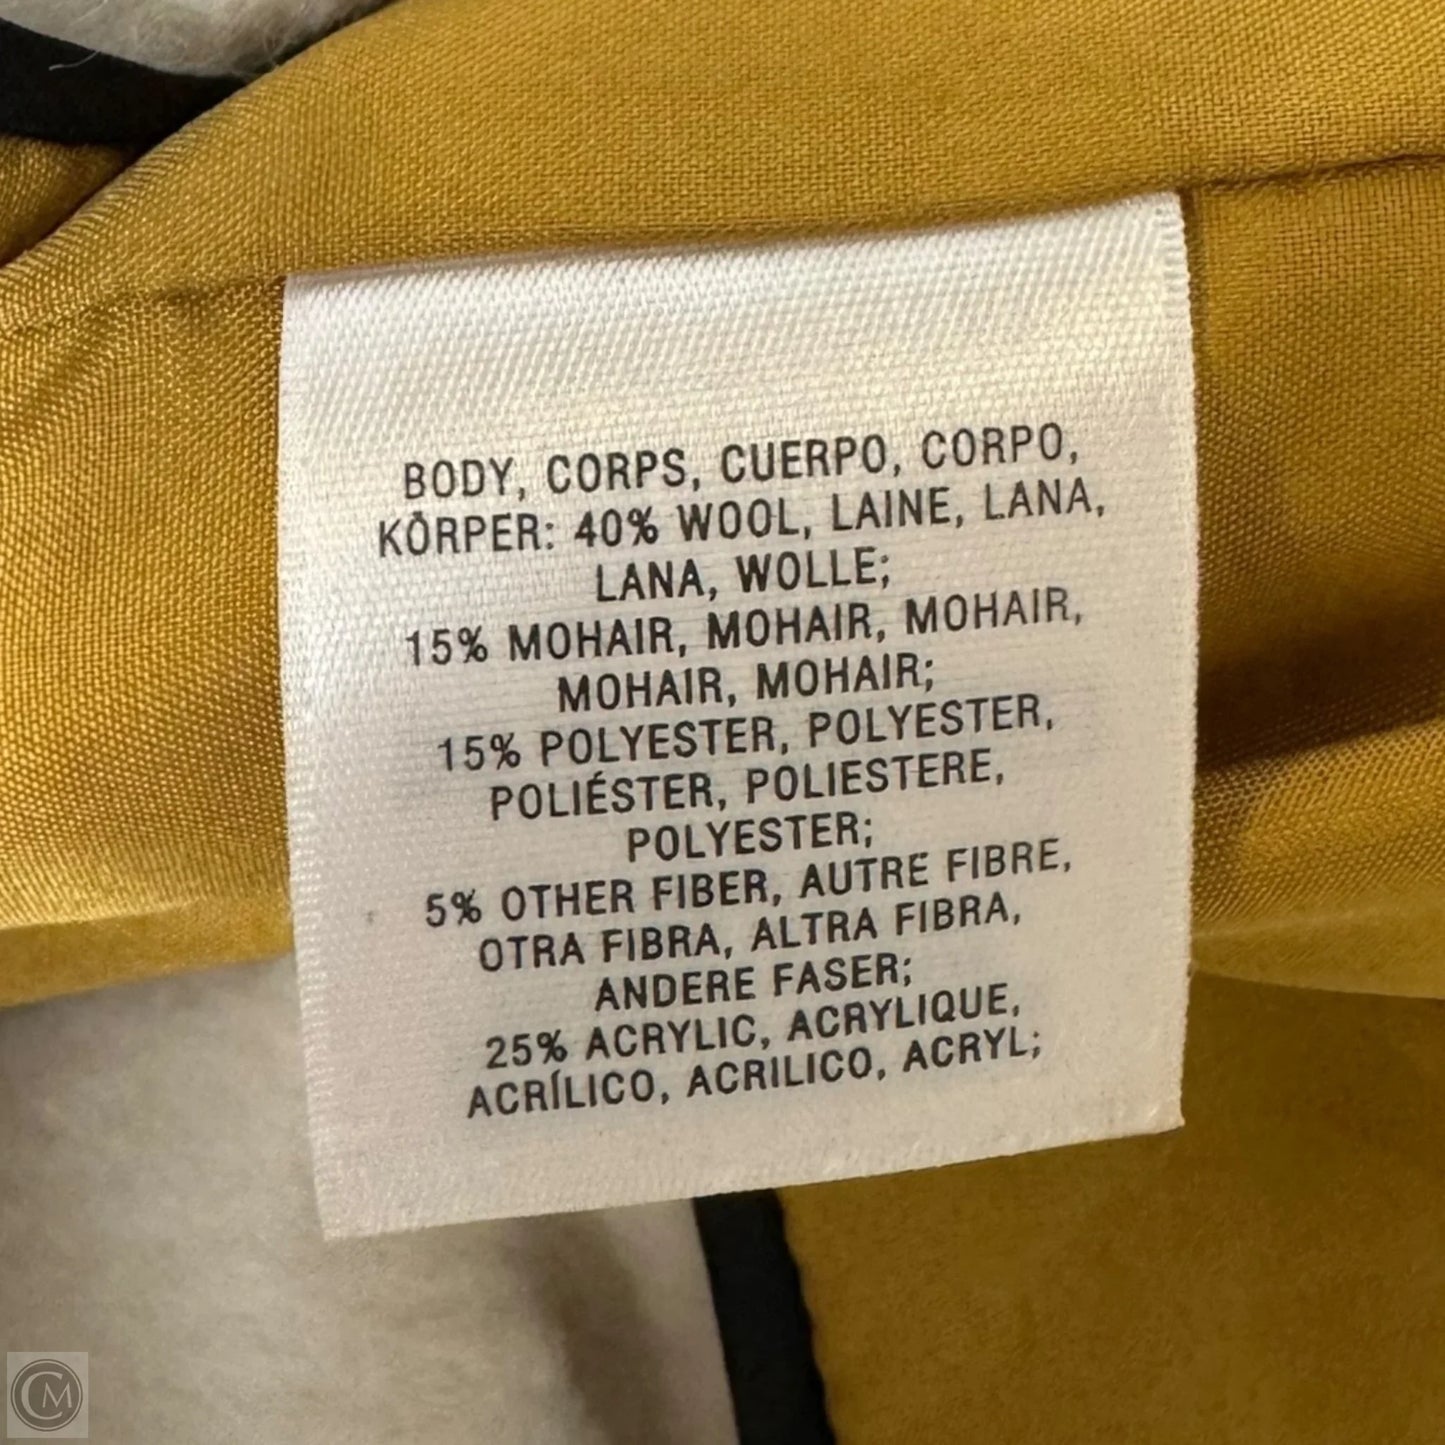 BODY, CORPS, CUERPO, CORPO,
KÖRPER: 40% WOOL, LAINE, LANA,
LANA, WOLLE;
15% MOHAIR, MOHAIR, MOHAIR,
MOHAIR, MOHAIR;
15% POLYESTER, POLYESTER,
POLIÉSTER, POLIESTERE,
POLYESTER;
5% OTHER FIBER, AUTRE FIBRE,
OTRA FIBRA, ALTRA FIBRA,
ANDERE FASER;
25% ACRYLIC, ACRYLIQUE,
ACRÍLICO, ACRILICO, ACRYL;
CM